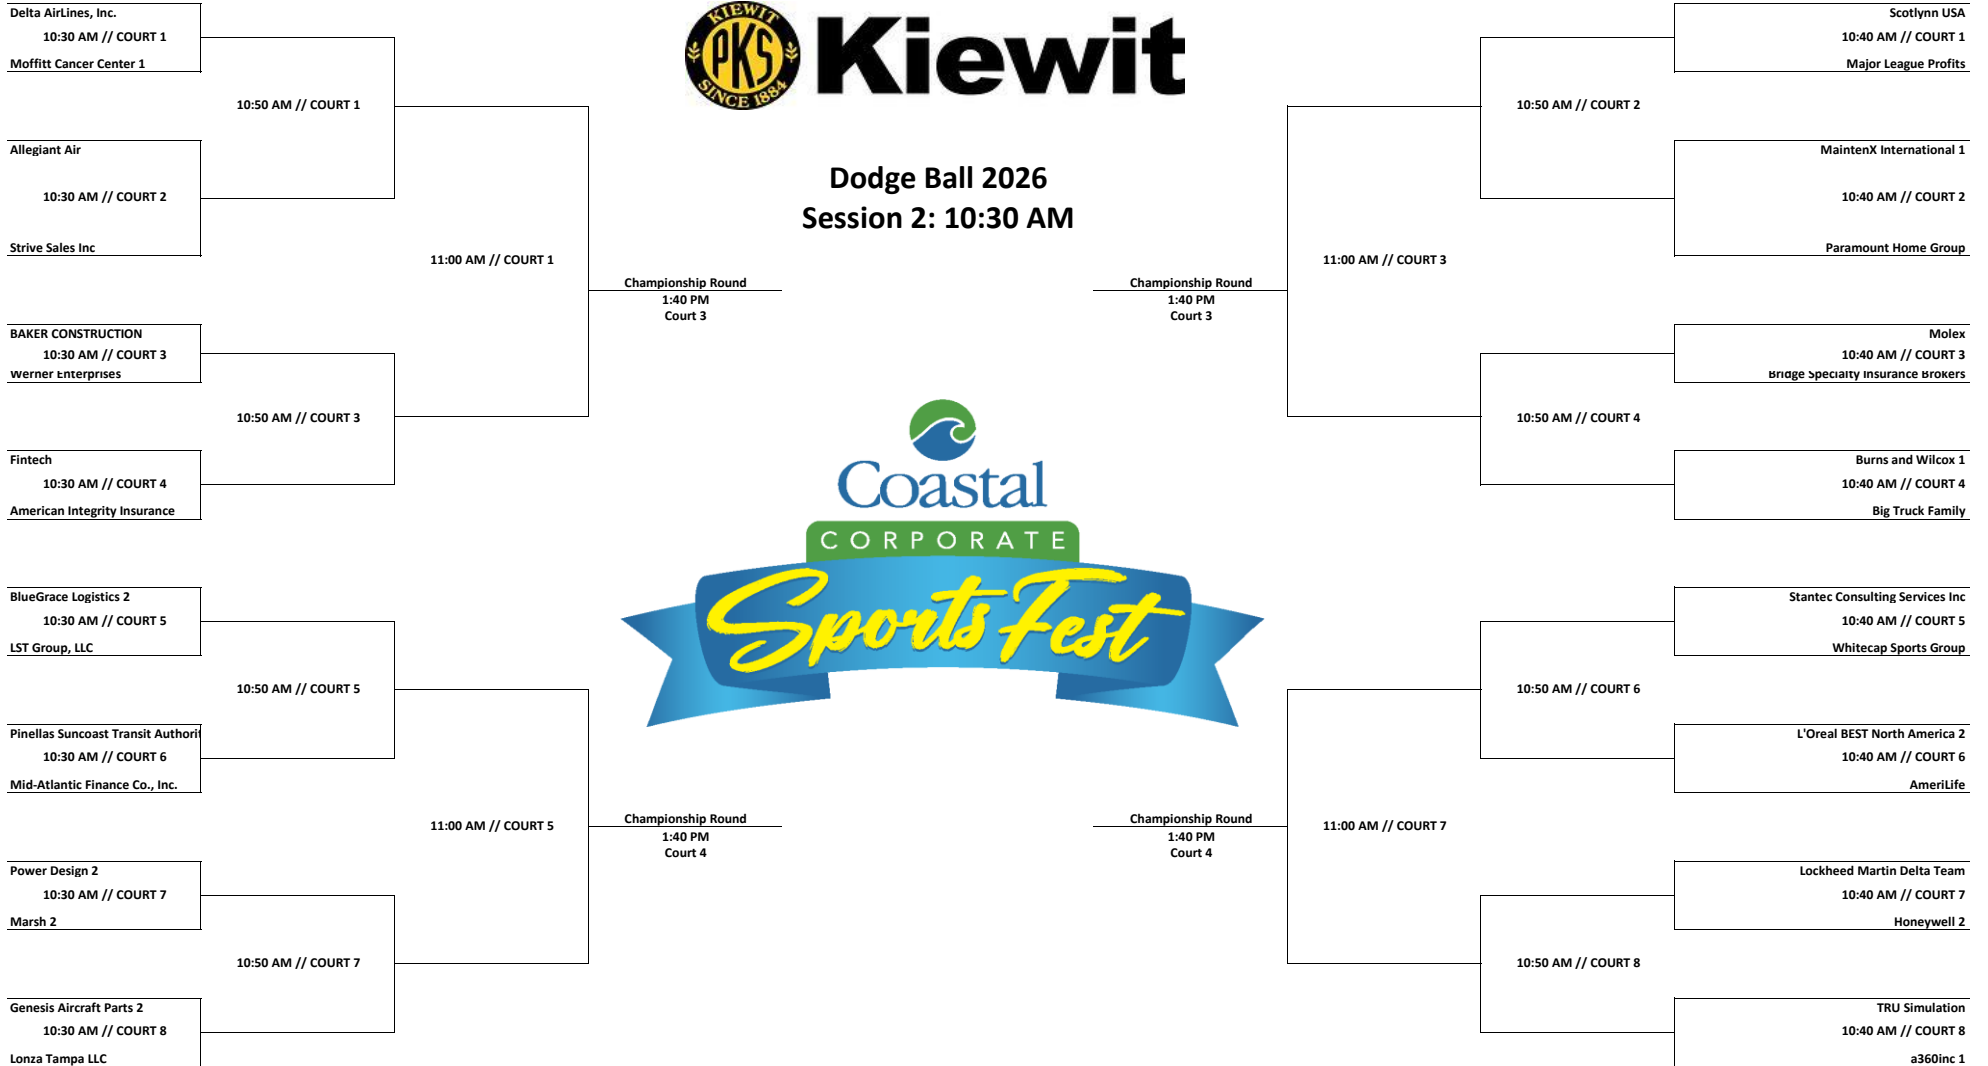 Delta AirLines, Inc.
10:30 AM // COURT 1
Moffitt Cancer Center 1
10:50 AM // COURT 1
Allegiant Air
10:30 AM // COURT 2
Strive Sales Inc
11:00 AM // COURT 1
Championship Round
1:40 PM
Court 3
BAKER CONSTRUCTION
10:30 AM // COURT 3
Werner Enterprises
10:50 AM // COURT 3
Fintech
10:30 AM // COURT 4
American Integrity Insurance
BlueGrace Logistics 2
10:30 AM // COURT 5
LST Group, LLC
10:50 AM // COURT 5
Pinellas Suncoast Transit Authorit
10:30 AM // COURT 6
Mid-Atlantic Finance Co., Inc.
11:00 AM // COURT 5
Championship Round
1:40 PM
Court 4
Power Design 2
10:30 AM // COURT 7
Marsh 2
10:50 AM // COURT 7
Genesis Aircraft Parts 2
10:30 AM // COURT 8
Lonza Tampa LLC
KIEWIT
PKS
SINCE 1884
Kiewit
Dodge Ball 2026
Session 2: 10:30 AM
Coastal
CORPORATE
Sports Fest
Scotlynn USA
10:40 AM // COURT 1
Major League Profits
10:50 AM // COURT 2
MaintenX International 1
10:40 AM // COURT 2
Paramount Home Group
11:00 AM // COURT 3
Championship Round
1:40 PM
Court 3
Molex
10:40 AM // COURT 3
Bridge Specialty Insurance Brokers
10:50 AM // COURT 4
Burns and Wilcox 1
10:40 AM // COURT 4
Big Truck Family
Stantec Consulting Services Inc
10:40 AM // COURT 5
Whitecap Sports Group
10:50 AM // COURT 6
L'Oreal BEST North America 2
10:40 AM // COURT 6
AmeriLife
11:00 AM // COURT 7
Championship Round
1:40 PM
Court 4
Lockheed Martin Delta Team
10:40 AM // COURT 7
Honeywell 2
10:50 AM // COURT 8
TRU Simulation
10:40 AM // COURT 8
a360inc 1